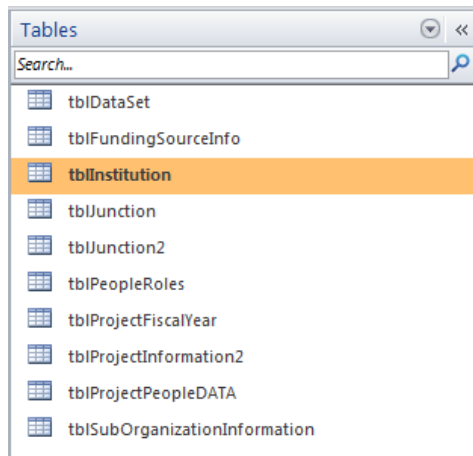 Tables
Search...
tblDataSet
tblFundingSourceInfo
tblInstitution
tblJunction
tblJunction2
tblPeopleRoles
tblProjectFiscalYear
tblProjectInformation2
tblProjectPeopleDATA
tblSubOrganizationInformation